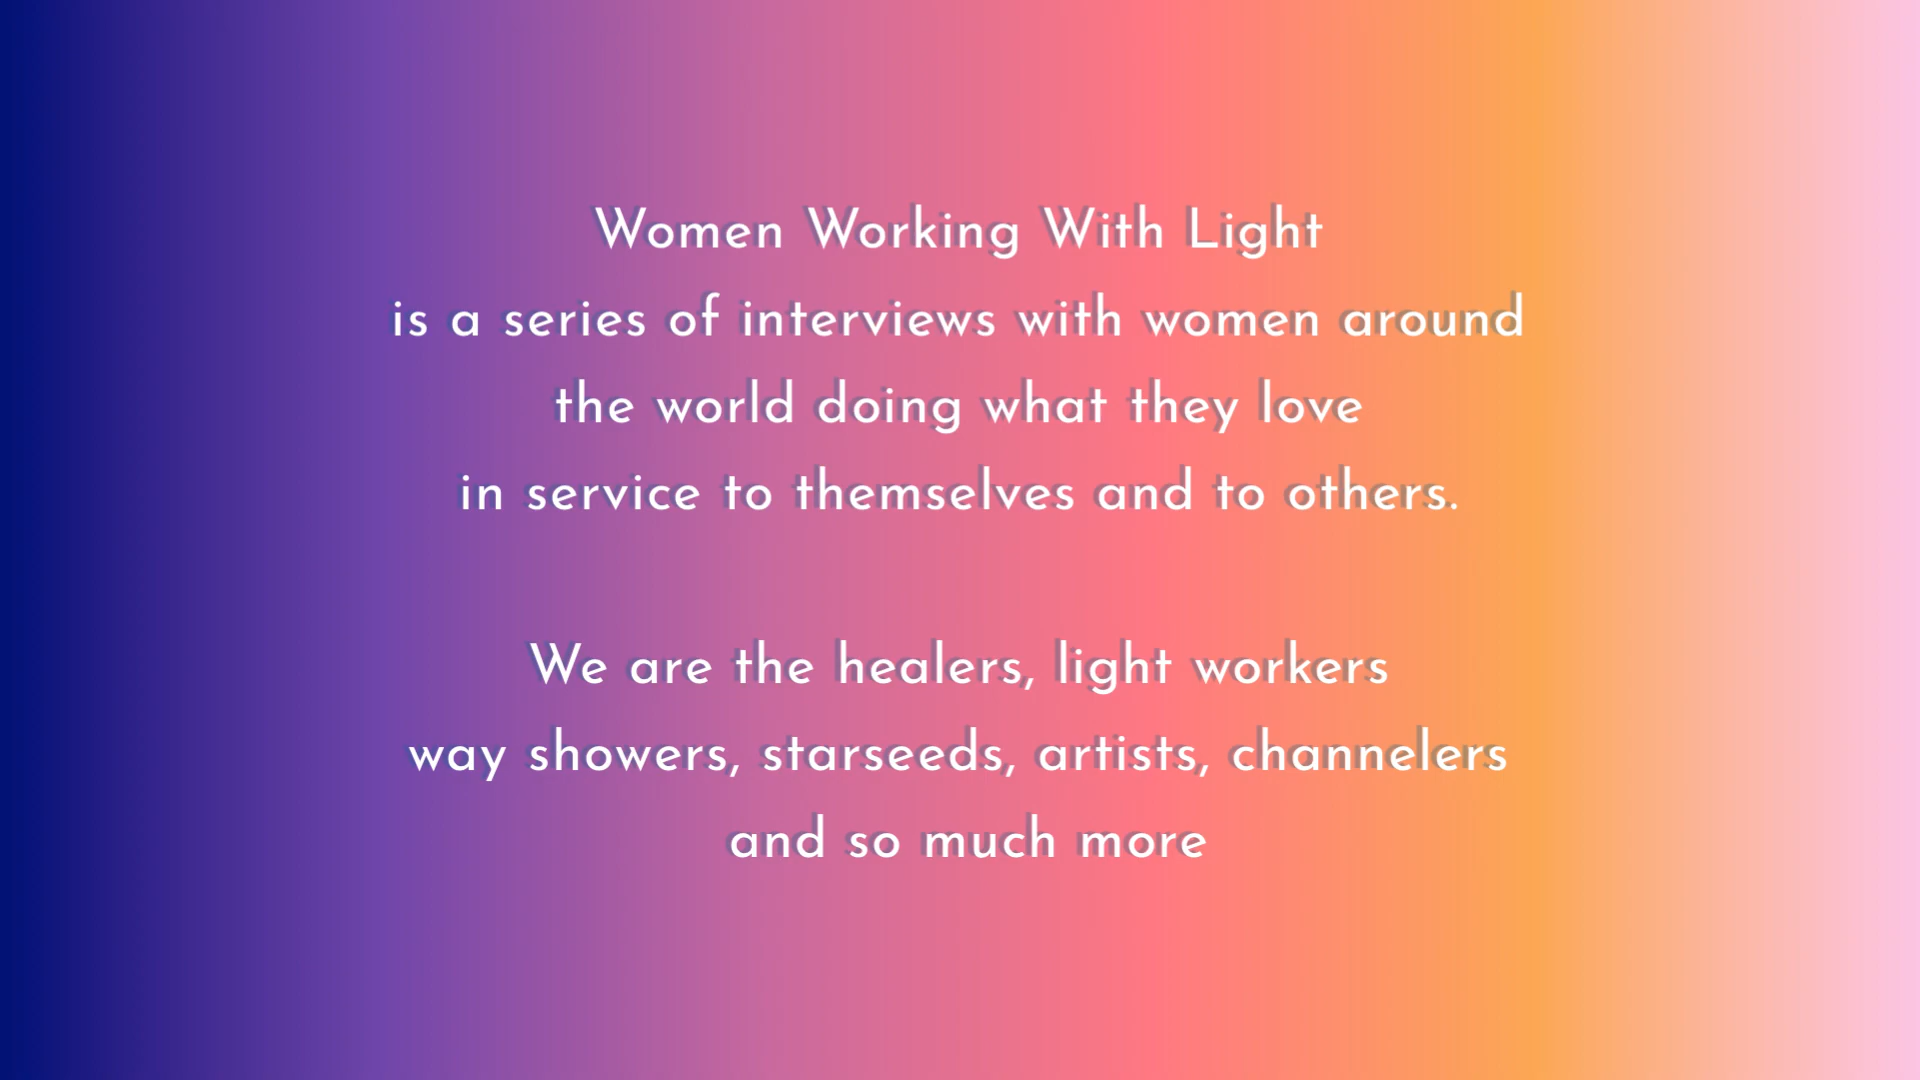 Women Working With Light
is a series of interviews with women around
the world doing what they love
in service to themselves and to others.
We are the healers, light workers
way showers, starseeds, artists, channelers
and so much more